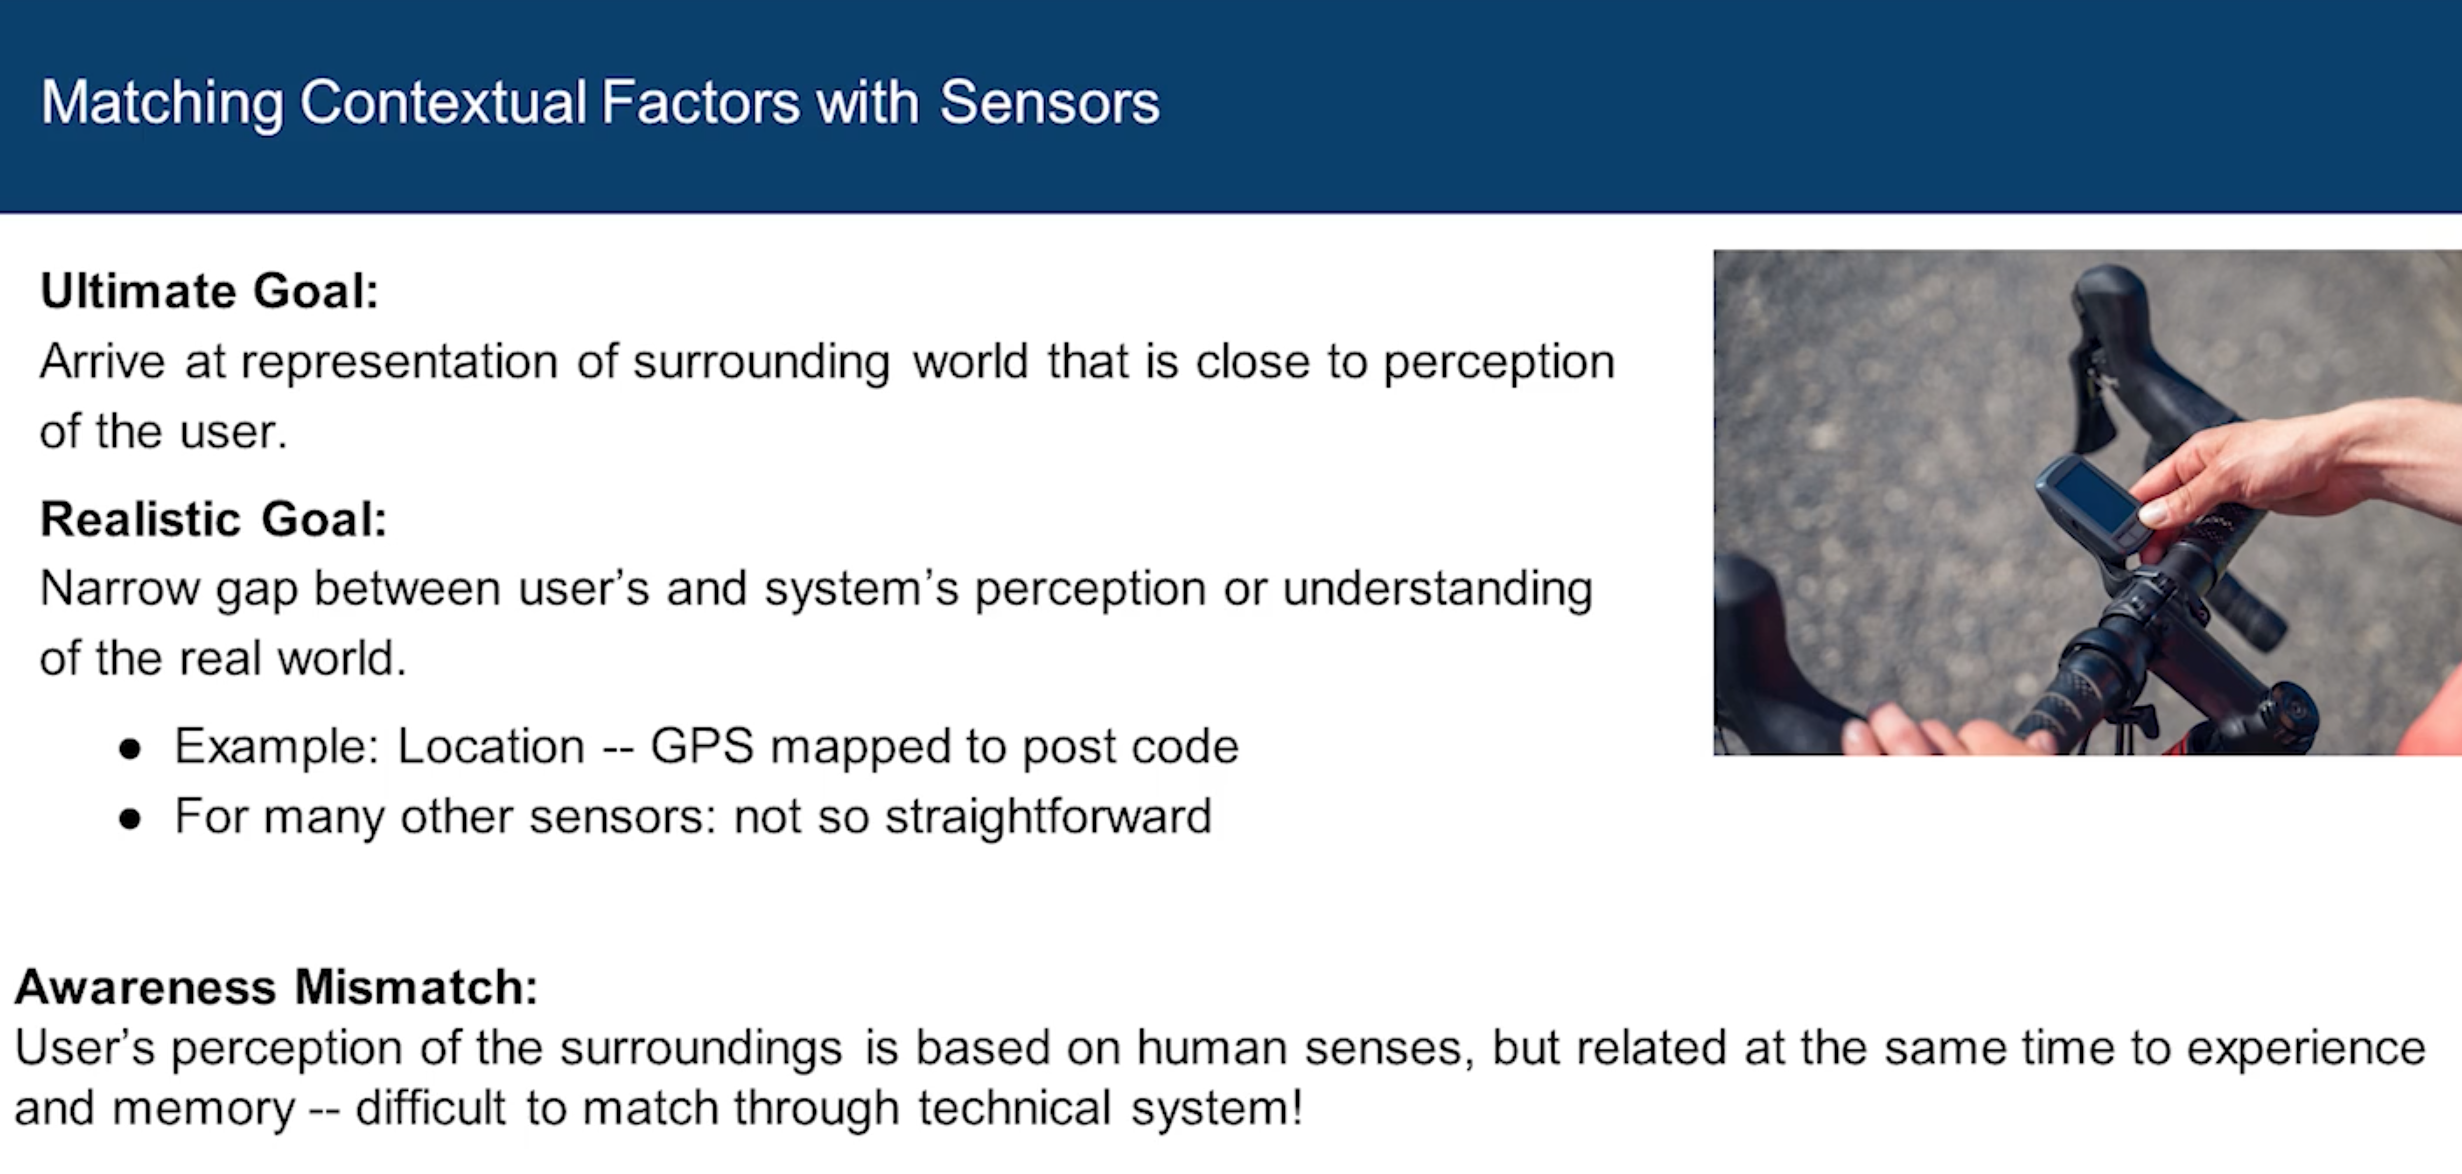 Matching Contextual Factors with Sensors
Ultimate Goal:
Arrive at representation of surrounding world that is close to perception
of the user.
Realistic Goal:
Narrow gap between user’s and system’s perception or understanding
of the real world.
● Example: Location -- GPS mapped to post code
● For many other sensors: not so straightforward
Awareness Mismatch:
User’s perception of the surroundings is based on human senses, but related at the same time to experience
and memory -- difficult to match through technical system!